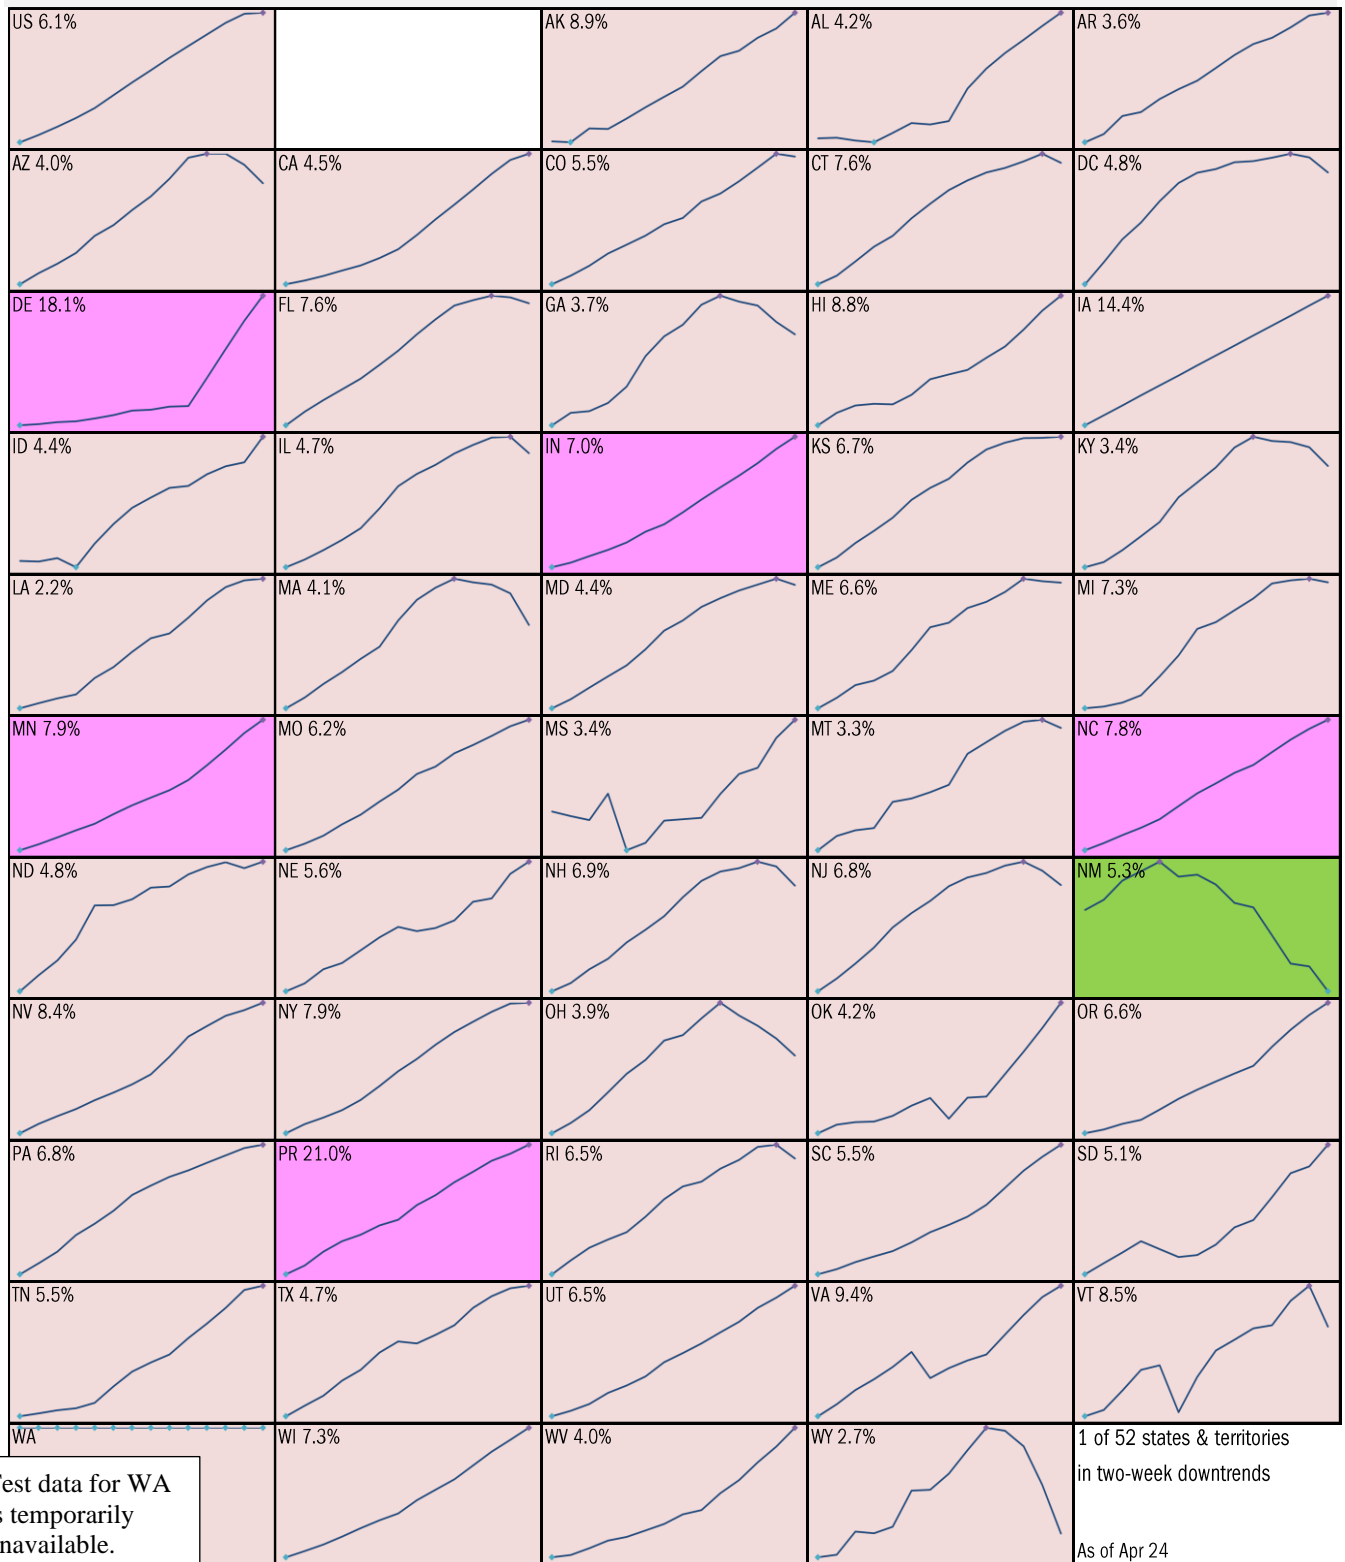 US 6.1%
AK 8.9%
AL 4.2%
AR 3.6%
AZ 4.0%
CA 4.5%
CO 5.5%
CT 7.6%
DC 4.8%
DE 18.1%
FL 7.6%
GA 3.7%
HI 8.8%
IA 14.4%
ID 4.4%
IL 4.7%
IN 7.0%
KS 6.7%
KY 3.4%
LA 2.2%
MA 4.1%
MD 4.4%
ME 6.6%
MI 7.3%
MN 7.9%
MO 6.2%
MS 3.4%
MT 3.3%
NC 7.8%
ND 4.8%
NE 5.6%
NH 6.9%
NJ 6.8%
NM 5.3%
NV 8.4%
NY 7.9%
OH 3.9%
OK 4.2%
OR 6.6%
PA 6.8%
PR 21.0%
RI 6.5%
SC 5.5%
SD 5.1%
TN 5.5%
TX 4.7%
UT 6.5%
VA 9.4%
VT 8.5%
WA
est data for WA
s temporarily
navailable.
WI 7.3%
WV 4.0%
WY 2.7%
1 of 52 states & territories
in two-week downtrends
As of Apr 24